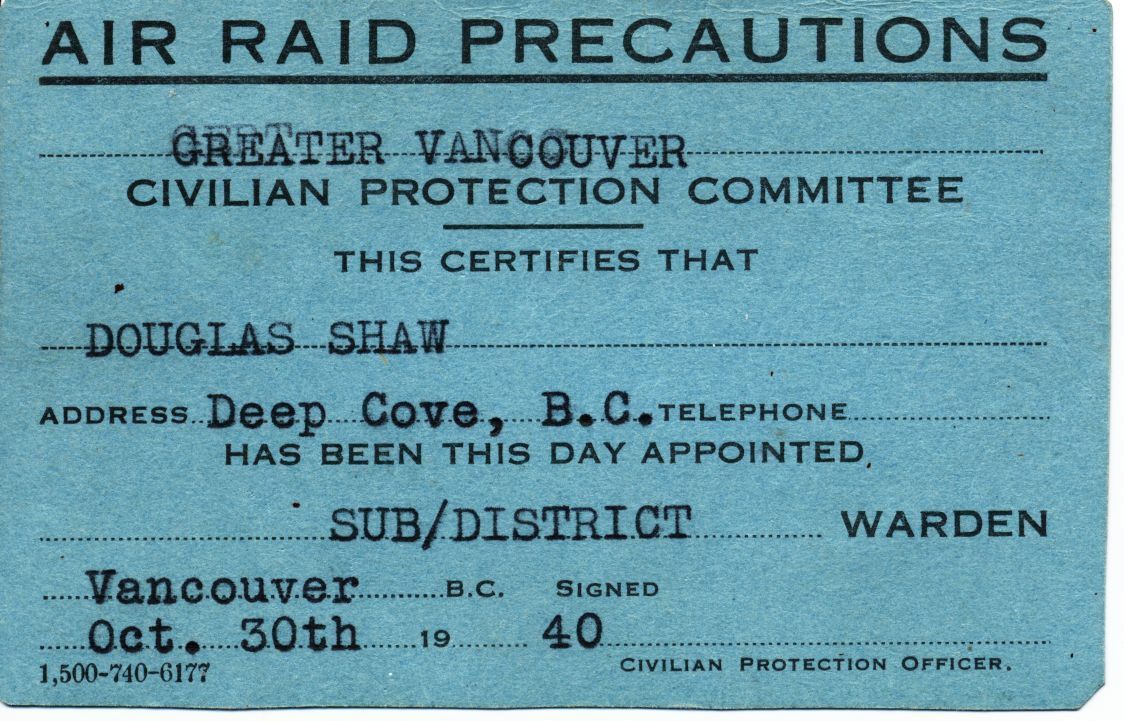 AIR RAID PRECAUTIONS
GREATER VANCOUVER
CIVILIAN PROTECTION COMMITTEE
THIS CERTIFIES THAT
DOUGLAS SHAW
ADDRESS Deep Cove, B.C. TELEPHONE
HAS BEEN THIS DAY APPOINTED
SUB/DISTRICT WARDEN
Vancouver B.C. SIGNED
Oct. 30th 19 40
1,500-740-6177 CIVILIAN PROTECTION OFFICER.